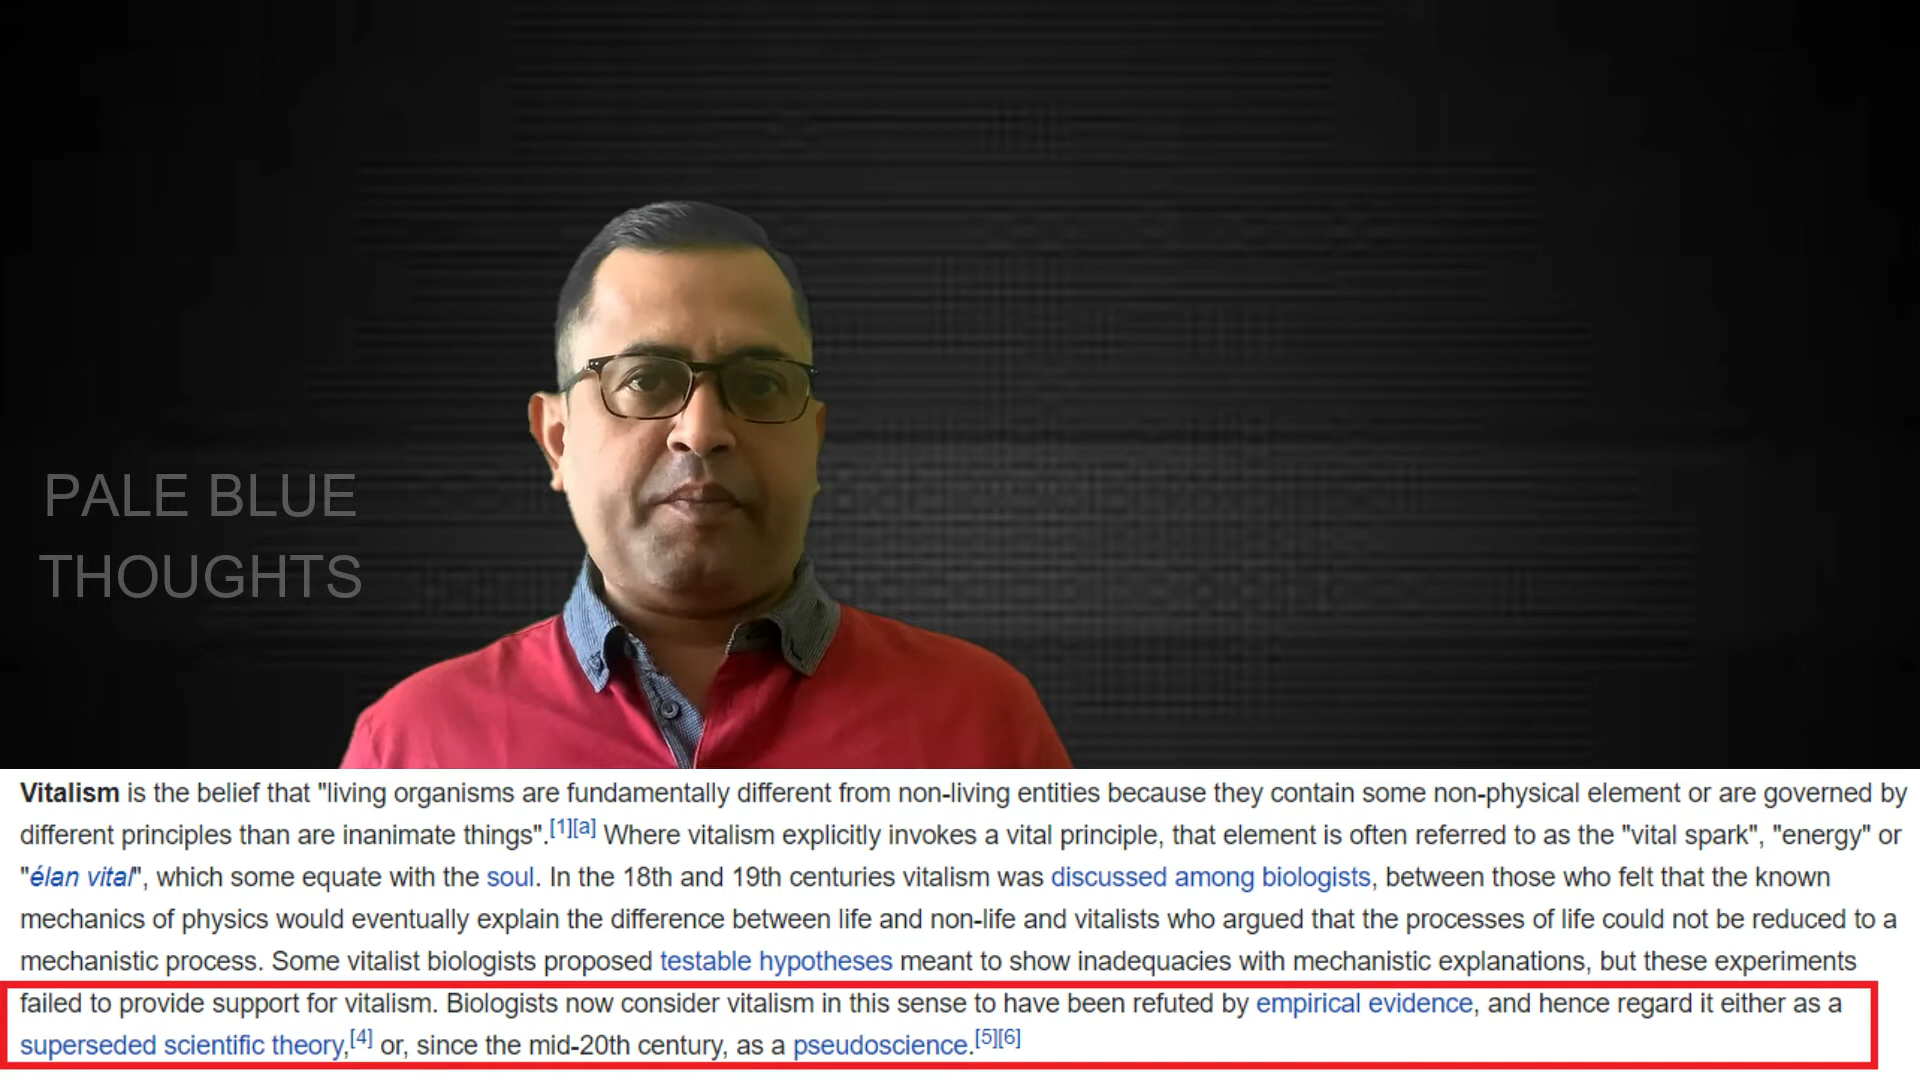 PALE BLUE
THOUGHTS
Vitalism is the belief that "living organisms are fundamentally different from non-living entities because they contain some non-physical element or are governed by
different principles than are inanimate things".[1][a] Where vitalism explicitly invokes a vital principle, that element is often referred to as the "vital spark", "energy" or
"élan vital", which some equate with the soul. In the 18th and 19th centuries vitalism was discussed among biologists, between those who felt that the known
mechanics of physics would eventually explain the difference between life and non-life and vitalists who argued that the processes of life could not be reduced to a
mechanistic process. Some vitalist biologists proposed testable hypotheses meant to show inadequacies with mechanistic explanations, but these experiments
failed to provide support for vitalism. Biologists now consider vitalism in this sense to have been refuted by empirical evidence, and hence regard it either as a
superseded scientific theory,[4] or, since the mid-20th century, as a pseudoscience.[5][6]